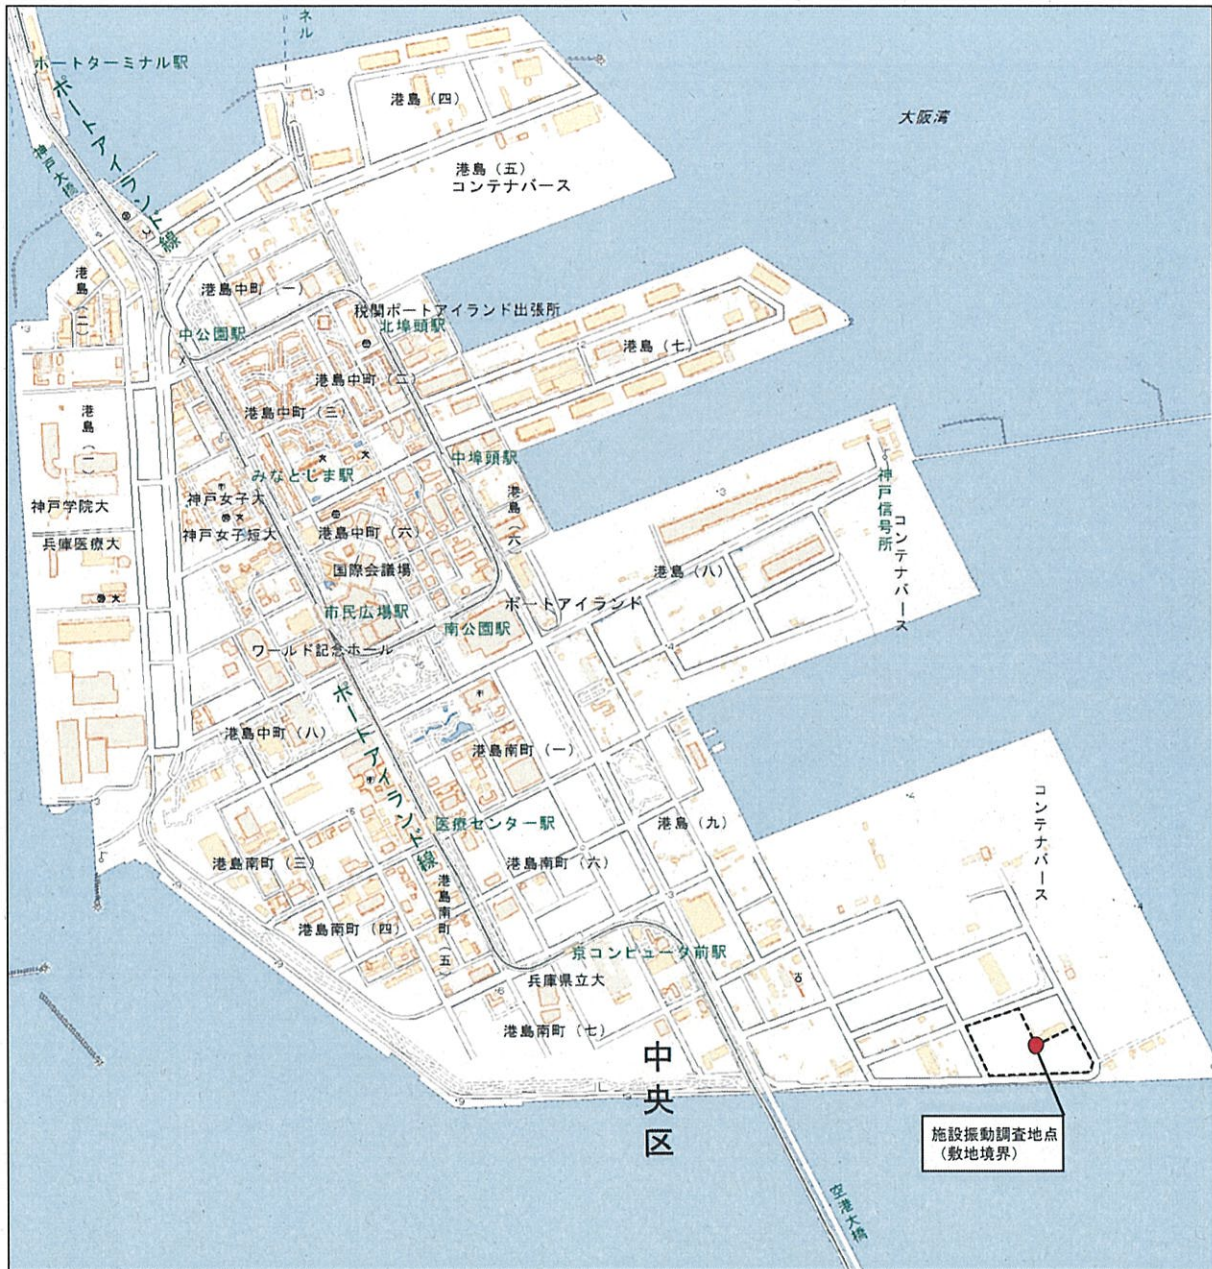 ネル
ポートターミナル駅
ポートアイランド線
神戸大橋
港島(四)
大阪湾
港島(五)
コンテナバース
港島中町(一)
税関ポートアイランド出張所
中公園駅
北埠頭駅
港島(七)
港島中町(二)
港島中町(三)
中埠頭駅
みなとじま駅
神戸信号所
コンテナバース
神戸女子大
神戸学院大
港島(六)
神戸女子短大
港島中町(六)
兵庫医療大
国際会議場
港島(八)
市民広場駅
ポートアイランド
南公園駅
ワールド記念ホール
ポートアイランド線
港島中町(八)
港島南町(一)
コンテナバース
医療センター駅
港島(九)
港島南町(三)
港島南町(六)
港島南町(五)
港島南町(四)
京コンピュータ前駅
兵庫県立大
港島南町(七)
中央区
施設振動調査地点
(敷地境界)
空港大橋